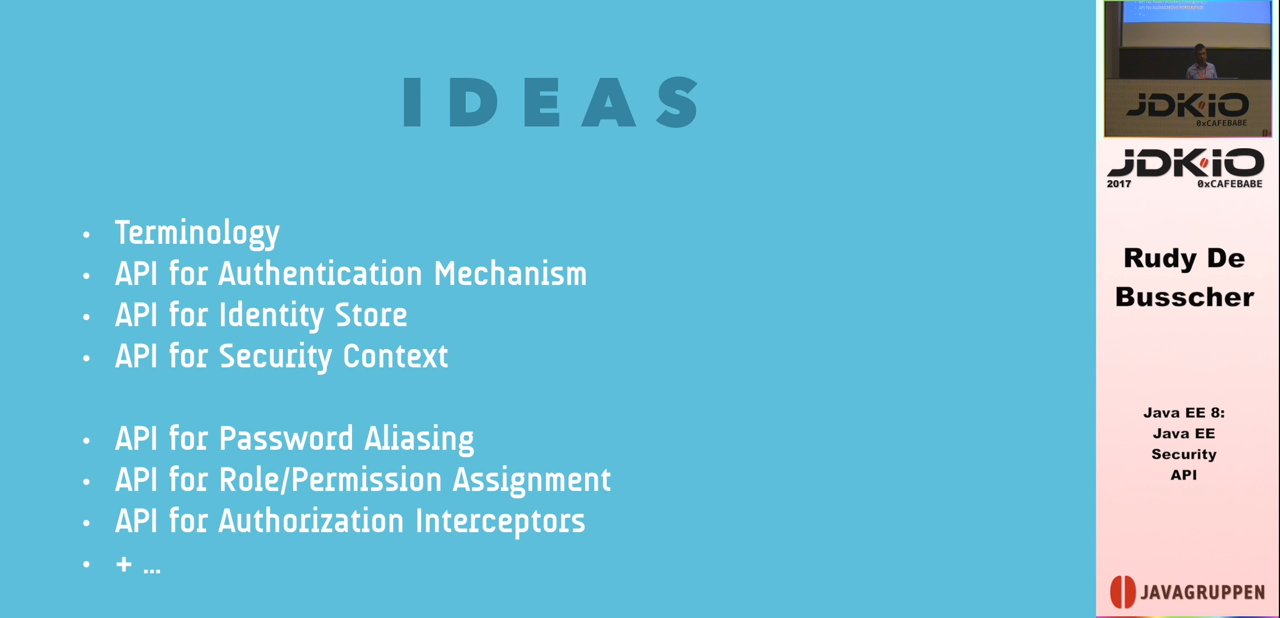 IDEAS
• Terminology
• API for Authentication Mechanism
• API for Identity Store
• API for Security Context
• API for Password Aliasing
• API for Role/Permission Assignment
• API for Authorization Interceptors
• + ...
JDK.IO
0xCAFEBABE
JDK.IO
2017 0xCAFEBABE
Rudy De
Busscher
Java EE 8:
Java EE
Security
API
JAVAGRUPPEN